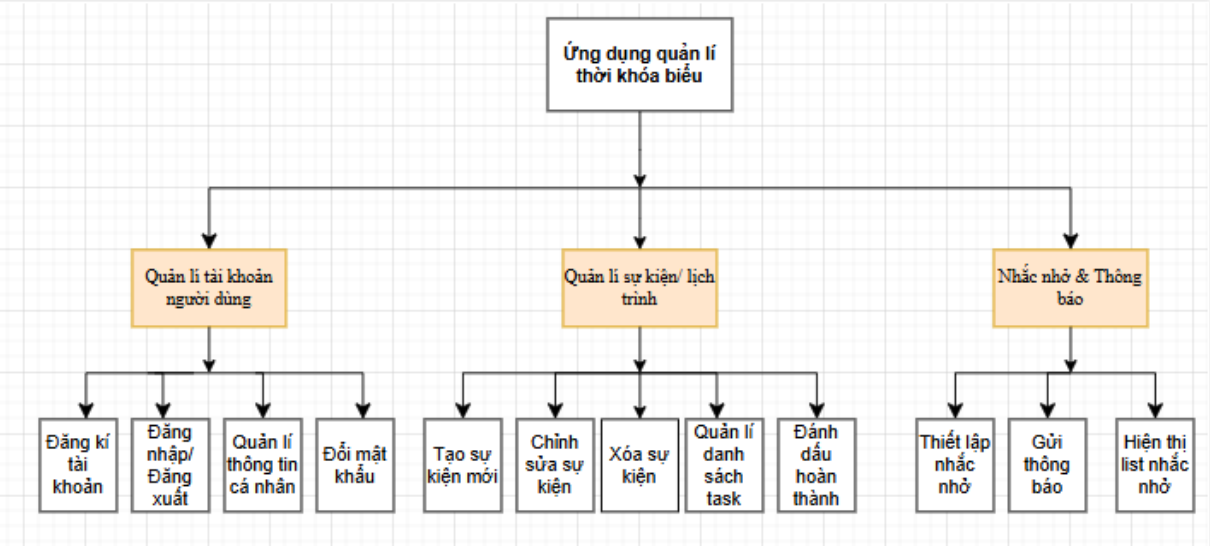 Ứng dụng quản lí
thời khóa biểu
Quản lí tài khoản
người dùng
Quản lí sự kiện/ lịch
trình
Nhắc nhở & Thông
báo
Đăng kí
tài
khoản
Đăng
nhập/
Đăng
xuất
Quản lí
thông tin
cá nhân
Đổi mật
khẩu
Tạo sự
kiện mới
Chỉnh
sửa sự
kiện
Xóa sự
kiện
Quản lí
danh
sách
task
Đánh
dấu
hoàn
thành
Thiết lập
nhắc
nhở
Gửi
thông
báo
Hiện thị
list nhắc
nhở